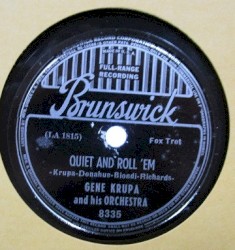 FULL-RANGE
RECORDING
Brunswick
(LA 1815)
Fox Trot
QUIET AND ROLL 'EM
-Krupa-Donahue-Biondi-Richards-
GENE KRUPA
and his ORCHESTRA
8335